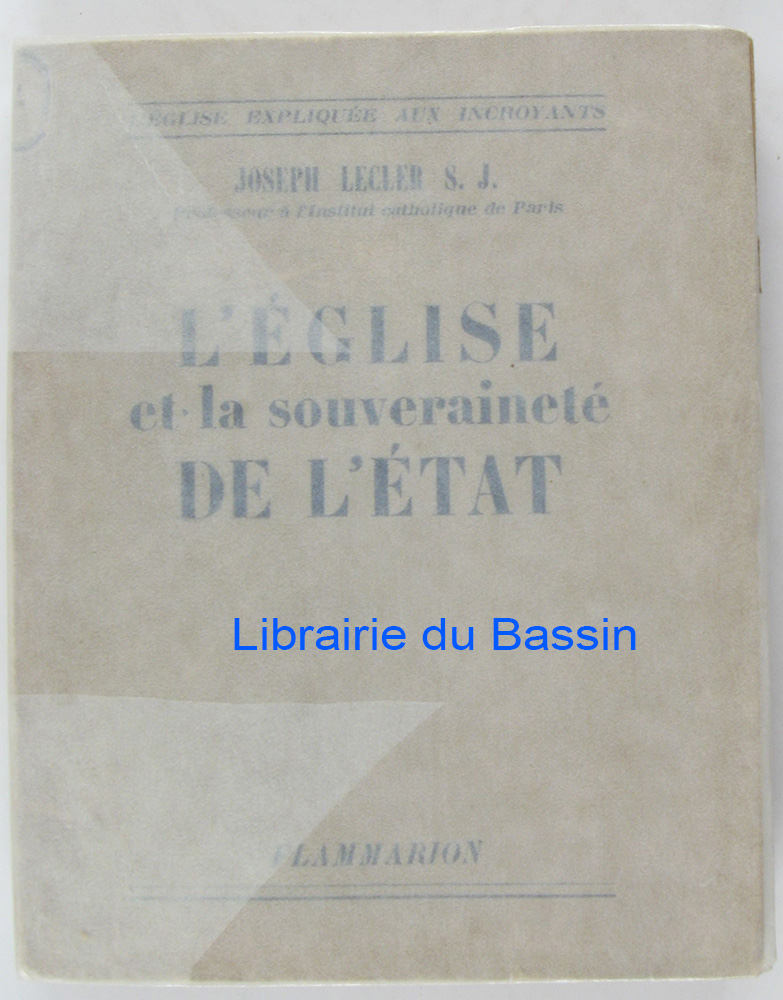 L'ÉGLISE EXPLIQUÉE AUX INCROYANTS
JOSEPH LECLER S. J.
Professeur à l'Institut catholique de Paris
L'ÉGLISE
et la souveraineté
DE L'ÉTAT
Librairie du Bassin
FLAMMARION